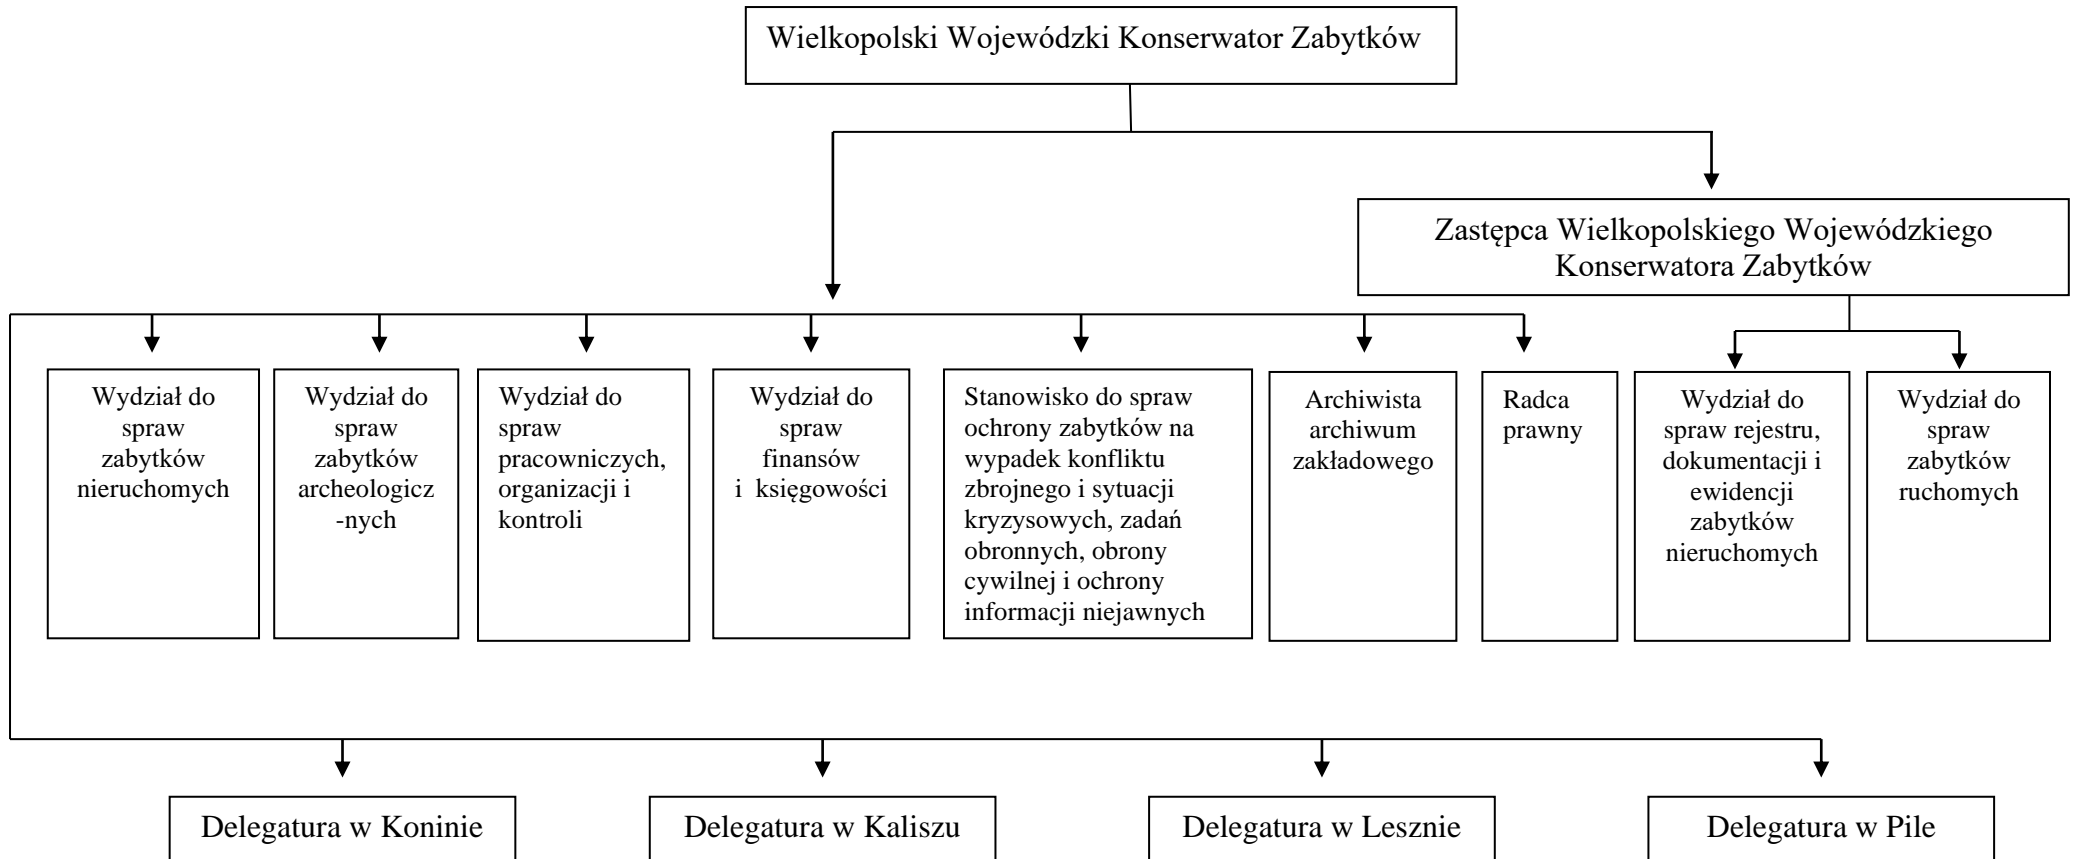 Wielkopolski Wojewódzki Konserwator Zabytków
Zastępca Wielkopolskiego Wojewódzkiego
Konserwatora Zabytków
Wydział do
spraw
zabytków
nieruchomych
Wydział do
spraw
zabytków
archeologicz
-nych
Wydział do
spraw
pracowniczych,
organizacji i
kontroli
Wydział do
spraw
finansów
i księgowości
Stanowisko do spraw
ochrony zabytków na
wypadek konfliktu
zbrojnego i sytuacji
kryzysowych, zadań
obronnych, obrony
cywilnej i ochrony
informacji niejawnych
Archiwista
archiwum
zakładowego
Radca
prawny
Wydział do
spraw rejestru,
dokumentacji i
ewidencji
zabytków
nieruchomych
Wydział do
spraw
zabytków
ruchomych
Delegatura w Koninie
Delegatura w Kaliszu
Delegatura w Lesznie
Delegatura w Pile